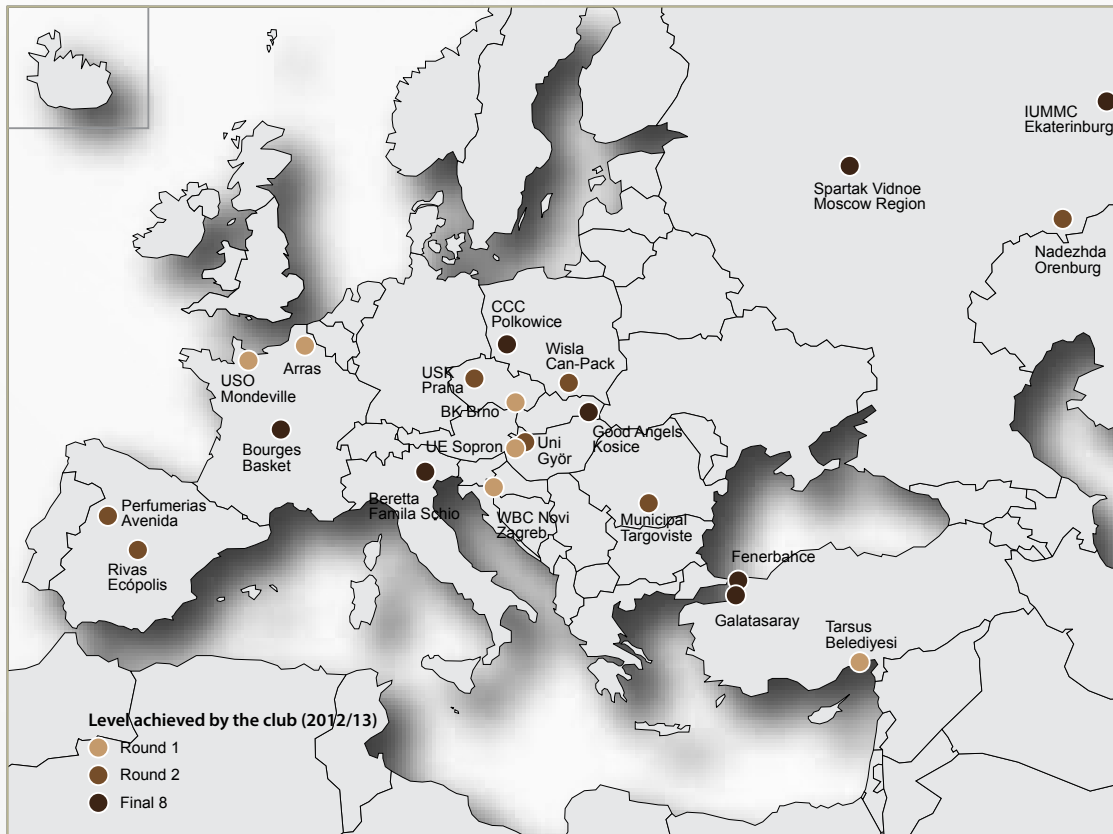 IUMMC
Ekaterinburg
Spartak Vidnoe
Moscow Region
Nadezhda
Orenburg
CCC
Polkowice
Wisla
Can-Pack
Arras
USO
Mondeville
USK
Praha
BK Brno
Good Angels
Kosice
Bourges
Basket
UE Sopron
Uni
Györ
Beretta
Famila Schio
WBC Novi
Zagreb
Municipal
Targoviste
Perfumerias
Avenida
Rivas
Ecópolis
Fenerbahce
Galatasaray
Tarsus
Belediyesi
Level achieved by the club (2012/13)
Round 1
Round 2
Final 8